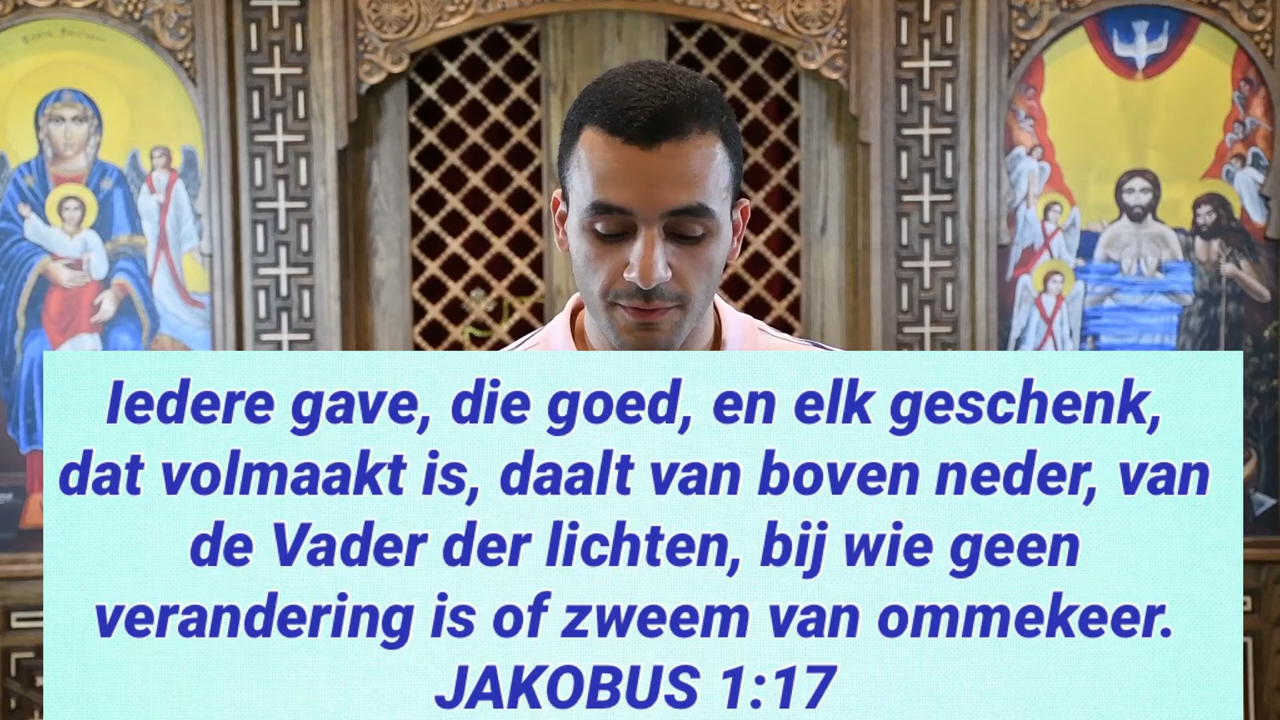 Iedere gave, die goed, en elk geschenk,
dat volmaakt is, daalt van boven neder, van
de Vader der lichten, bij wie geen
verandering is of zweem van ommekeer.
JAKOBUS 1:17